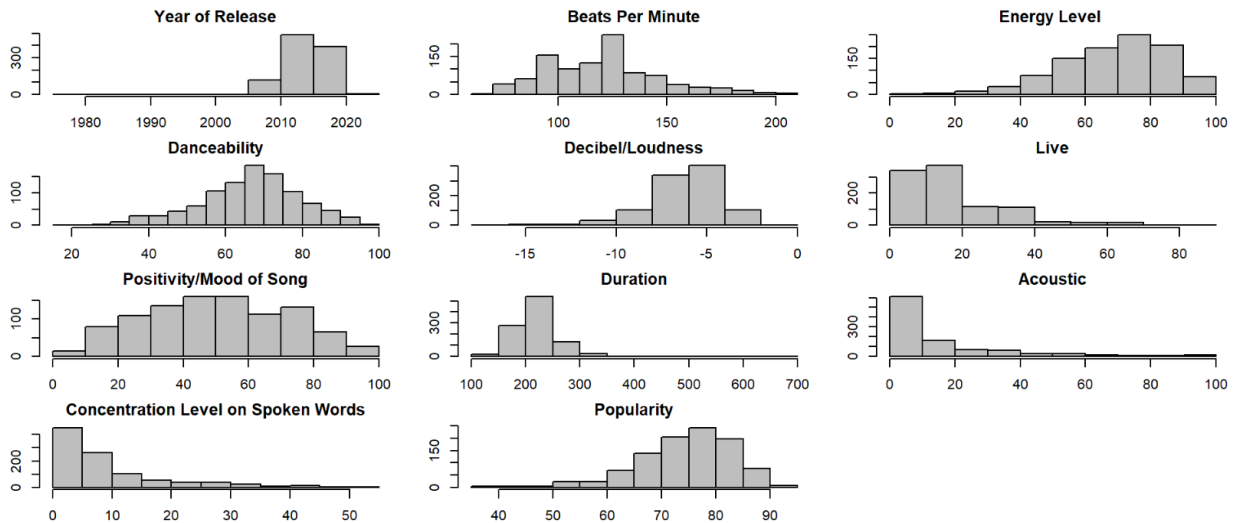 Year of Release
0 300
1980 1990 2000 2010 2020
Beats Per Minute
0 150
100 150 200
Energy Level
0 150
0 20 40 60 80 100
Danceability
0 100
20 40 60 80 100
Decibel/Loudness
0 200
-15 -10 -5 0
Live
0 200
0 20 40 60 80
Positivity/Mood of Song
0 100
0 20 40 60 80 100
Duration
0 300
100 200 300 400 500 600 700
Acoustic
0 300
0 20 40 60 80 100
Concentration Level on Spoken Words
0 200
0 10 20 30 40 50
Popularity
0 150
40 50 60 70 80 90